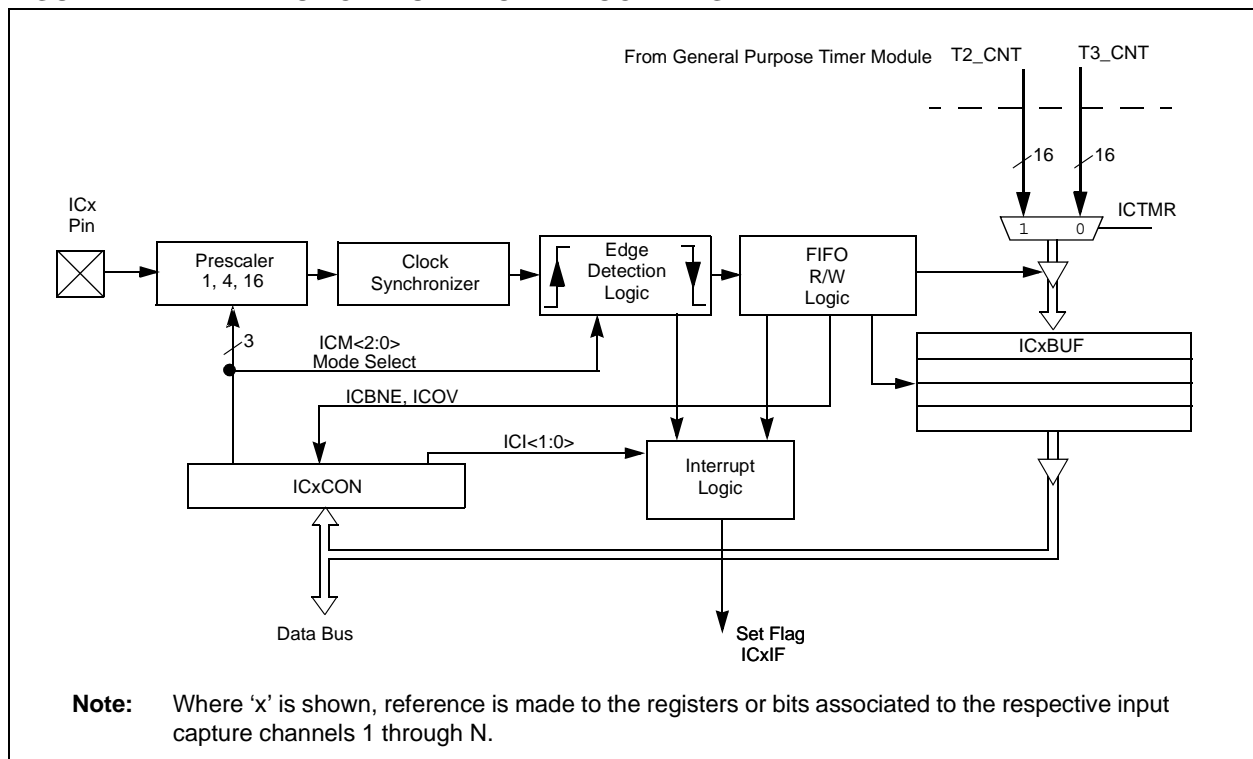 From General Purpose Timer Module T2_CNT T3_CNT
16 16
ICx
Pin
1 0 ICTMR
Prescaler
1, 4, 16
Clock
Synchronizer
Edge
Detection
Logic
FIFO
R/W
Logic
3
ICM<2:0>
Mode Select
ICxBUF
ICBNE, ICOV
ICI<1:0>
ICxCON
Interrupt
Logic
Data Bus
Set Flag
ICxIF
Note: Where ‘x’ is shown, reference is made to the registers or bits associated to the respective input
capture channels 1 through N.